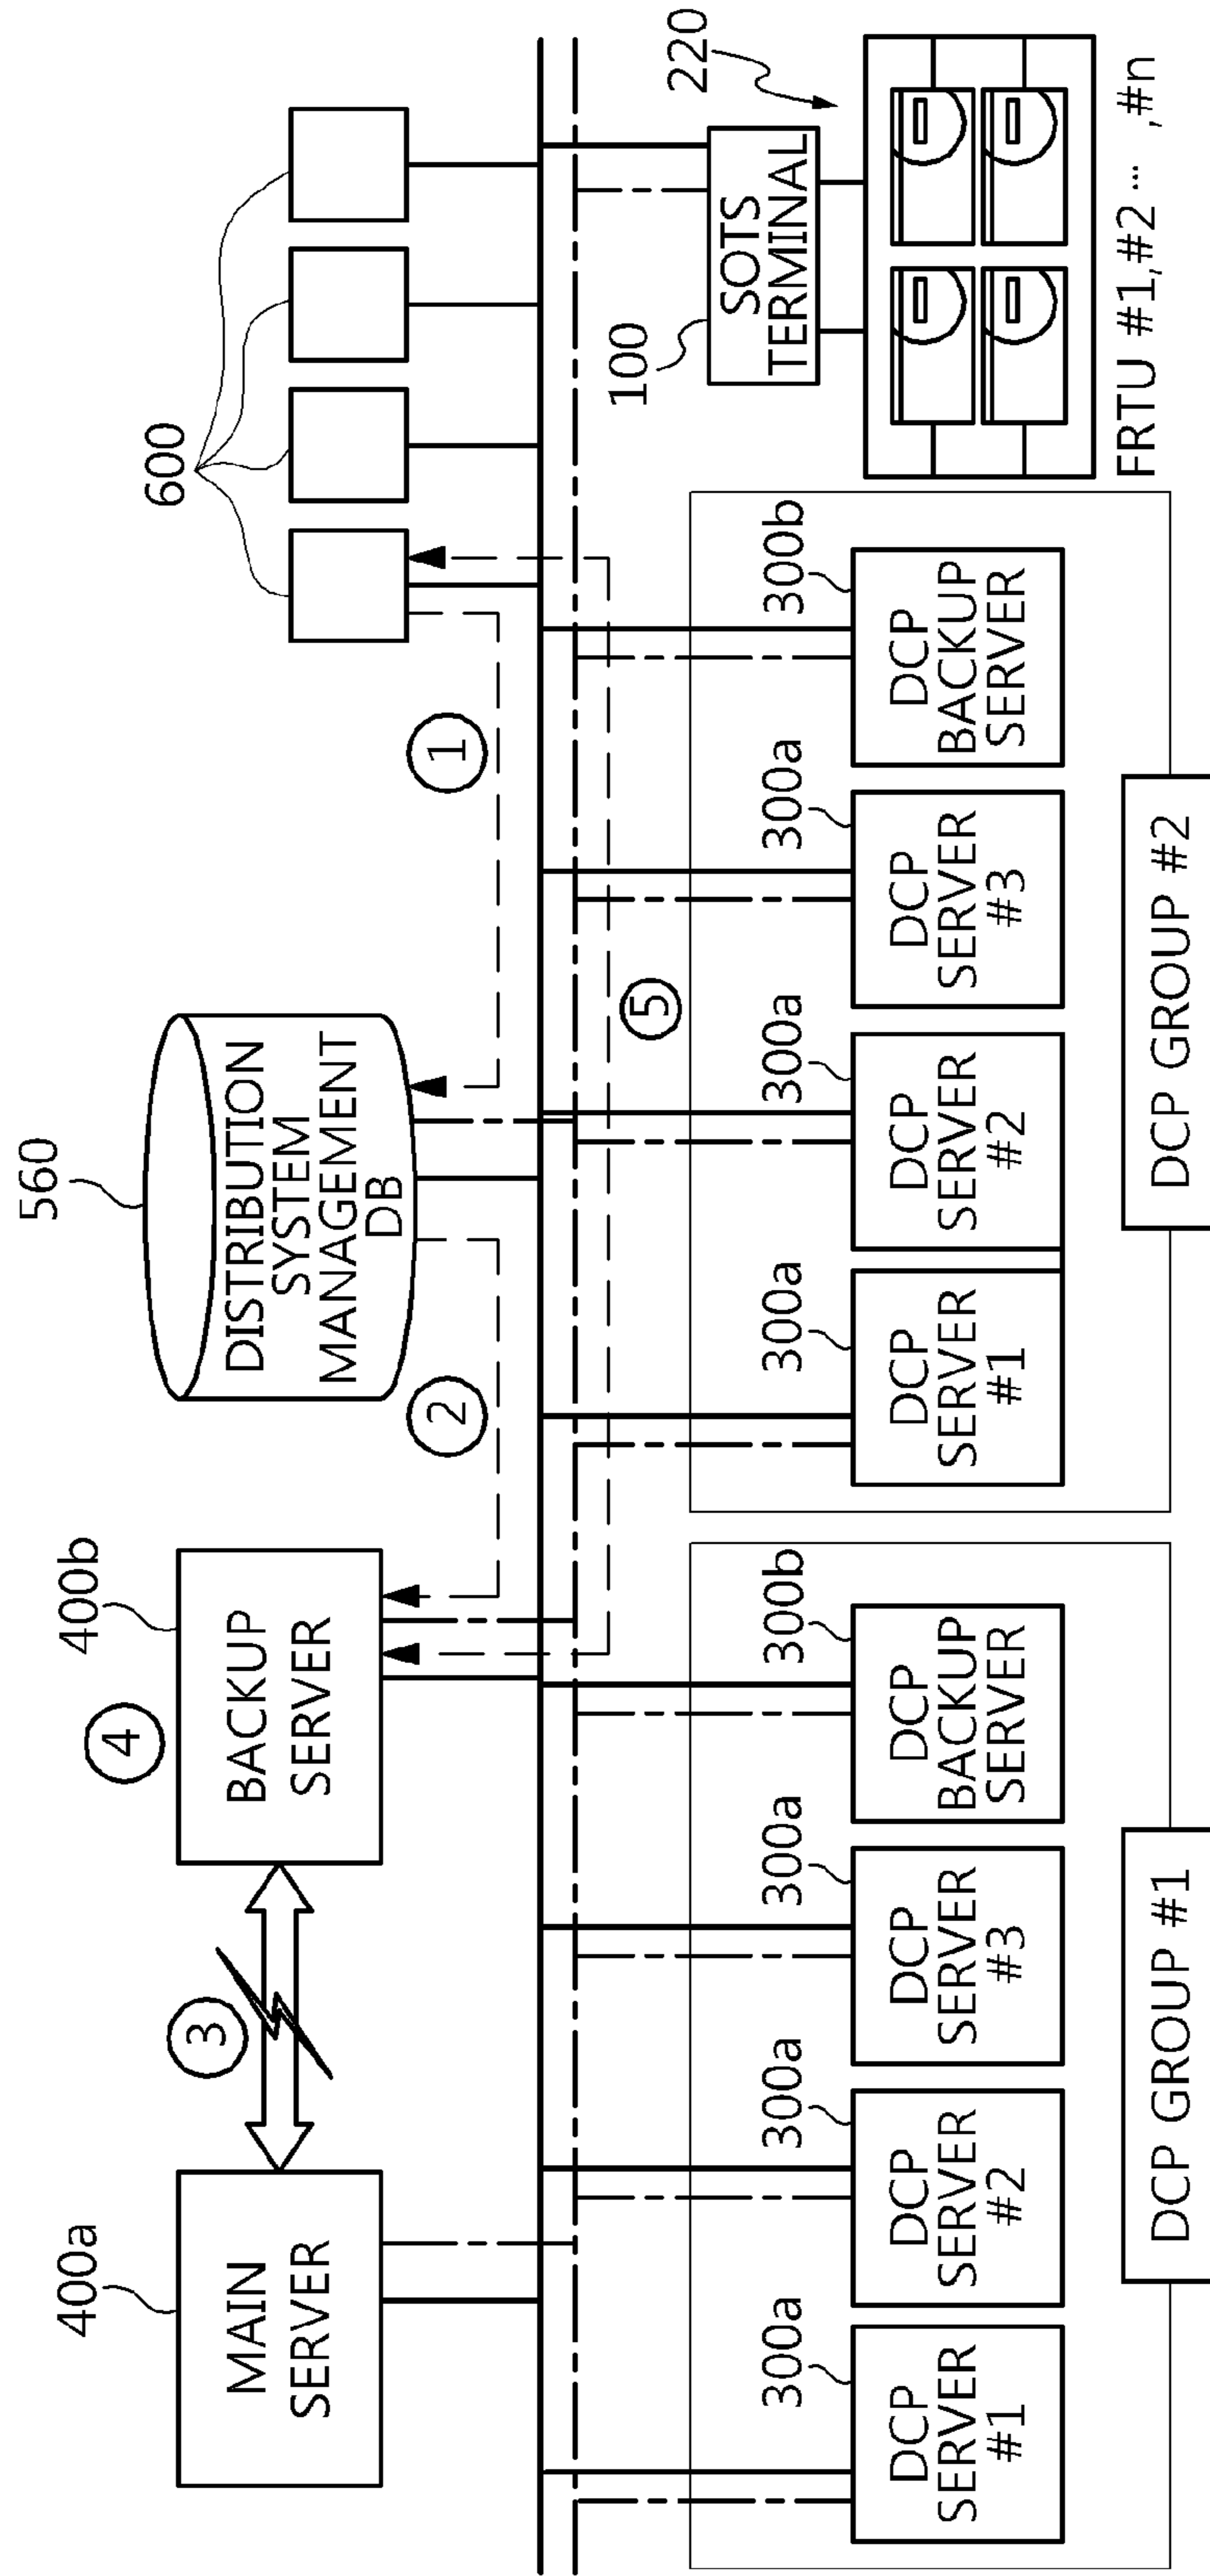 560
600
400a
400b
4
3
MAIN
SERVER
BACKUP
SERVER
DISTRIBUTION
SYSTEM
MANAGEMENT
DB
2
1
5
100
SOTS
TERMINAL
220
FRTU #1,#2 ... ,#n
300a
DCP
SERVER
#1
300a
DCP
SERVER
#2
300a
DCP
SERVER
#3
300b
DCP
BACKUP
SERVER
DCP GROUP #1
300a
DCP
SERVER
#1
300a
DCP
SERVER
#2
300a
DCP
SERVER
#3
300b
DCP
BACKUP
SERVER
DCP GROUP #2